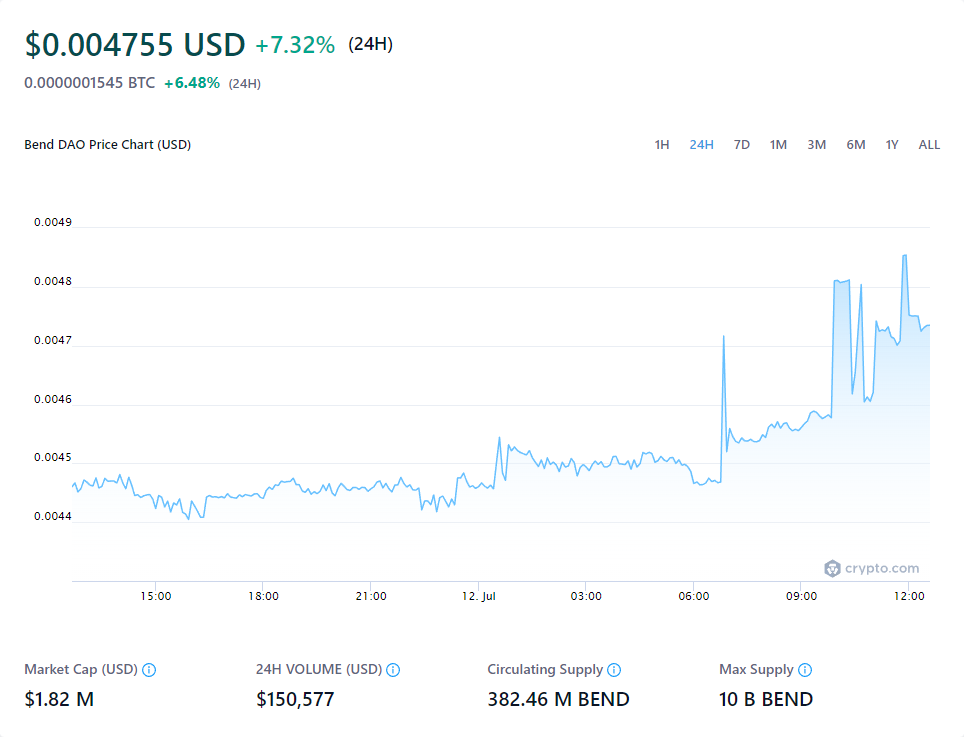 $0.004755 USD +7.32% (24H)
0.0000001545 BTC +6.48% (24H)
Bend DAO Price Chart (USD) 1H 24H 7D 1M 3M 6M 1Y ALL
0.0049
0.0048
0.0047
0.0046
0.0045
0.0044
crypto.com
15:00 18:00 21:00 12. Jul 03:00 06:00 09:00 12:00
Market Cap (USD) 24H VOLUME (USD) Circulating Supply Max Supply
$1.82 M $150,577 382.46 M BEND 10 B BEND